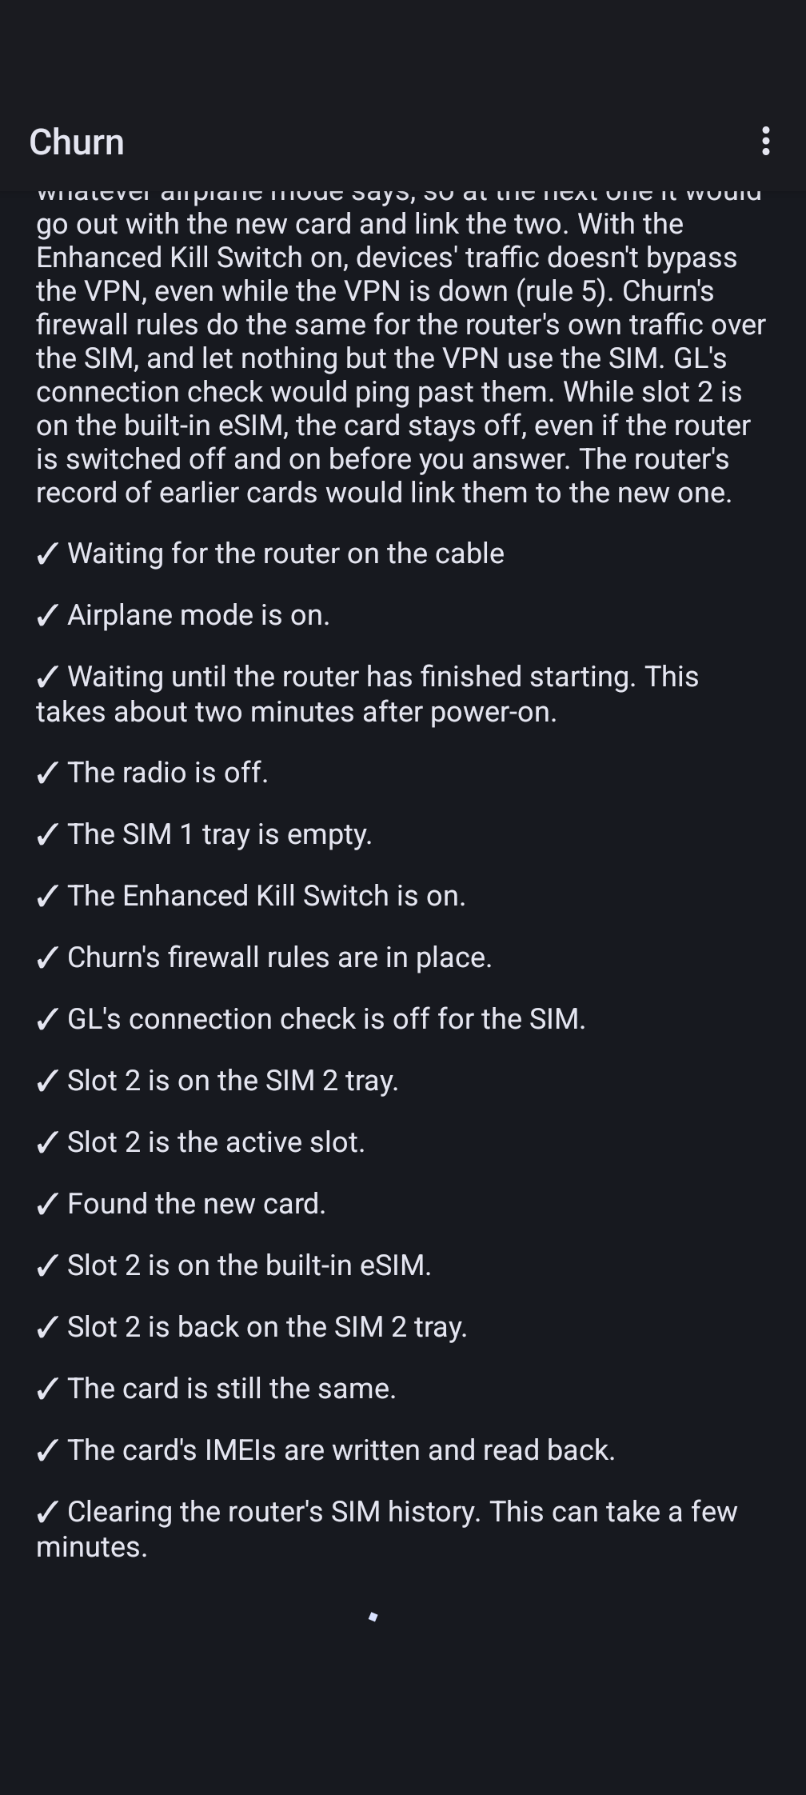 Churn
whatever airplane mode says, so at the next one it would
go out with the new card and link the two. With the
Enhanced Kill Switch on, devices' traffic doesn't bypass
the VPN, even while the VPN is down (rule 5). Churn's
firewall rules do the same for the router's own traffic over
the SIM, and let nothing but the VPN use the SIM. GL's
connection check would ping past them. While slot 2 is
on the built-in eSIM, the card stays off, even if the router
is switched off and on before you answer. The router's
record of earlier cards would link them to the new one.
✓ Waiting for the router on the cable
✓ Airplane mode is on.
✓ Waiting until the router has finished starting. This
takes about two minutes after power-on.
✓ The radio is off.
✓ The SIM 1 tray is empty.
✓ The Enhanced Kill Switch is on.
✓ Churn's firewall rules are in place.
✓ GL's connection check is off for the SIM.
✓ Slot 2 is on the SIM 2 tray.
✓ Slot 2 is the active slot.
✓ Found the new card.
✓ Slot 2 is on the built-in eSIM.
✓ Slot 2 is back on the SIM 2 tray.
✓ The card is still the same.
✓ The card's IMEIs are written and read back.
✓ Clearing the router's SIM history. This can take a few
minutes.